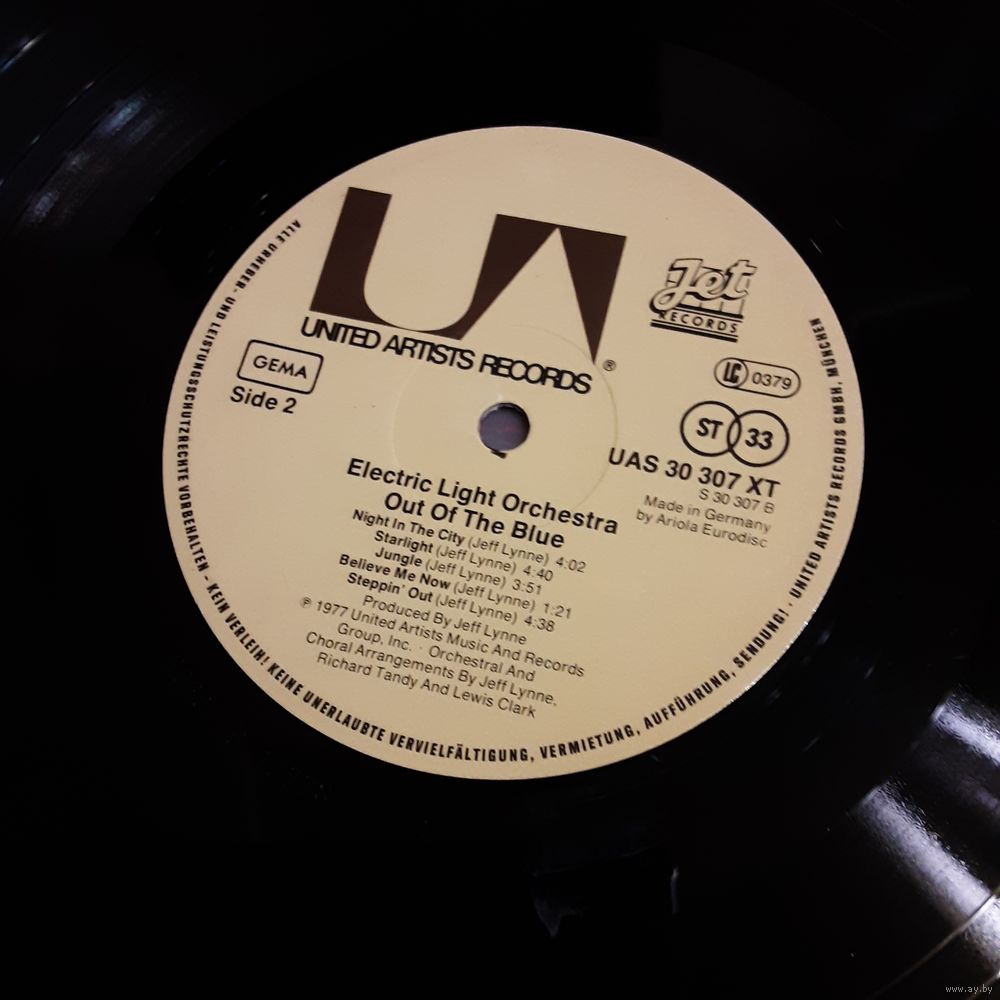 UA
UNITED ARTISTS RECORDS®
Jet
RECORDS
GEMA
Side 2
LC 0379
ST 33
UAS 30 307 XT
S 30 307 B
Made in Germany
by Ariola Eurodisc
Electric Light Orchestra
Out Of The Blue
Night In The City (Jeff Lynne) 4:02
Starlight (Jeff Lynne) 4:40
Jungle (Jeff Lynne) 3:51
Believe Me Now (Jeff Lynne) 1:21
Steppin' Out (Jeff Lynne) 4:38
Produced By Jeff Lynne
℗ 1977 United Artists Music And Records
Group, Inc. · Orchestral And
Choral Arrangements By Jeff Lynne,
Richard Tandy And Lewis Clark
ALLE URHEBER- UND LEISTUNGSSCHUTZRECHTE VORBEHALTEN - KEIN VERLEIH! KEINE UNERLAUBTE VERVIELFÄLTIGUNG, VERMIETUNG, AUFFÜHRUNG, SENDUNG! · UNITED ARTISTS RECORDS GMBH, MÜNCHEN
www.ay.by